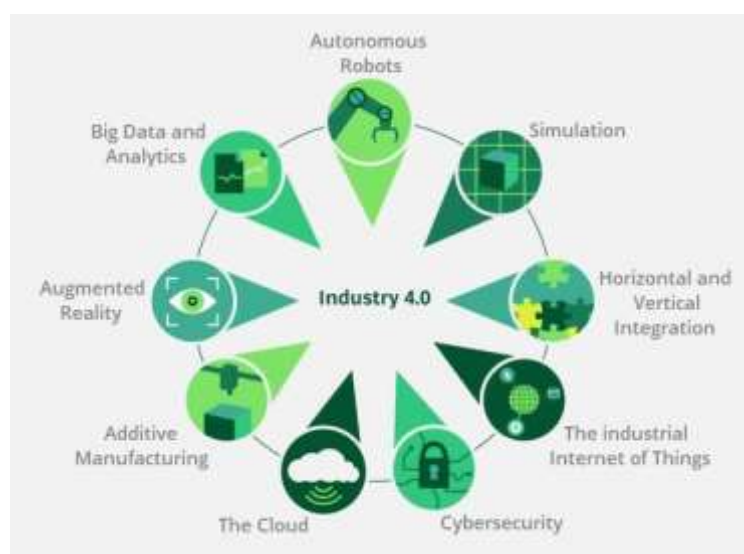 Autonomous
Robots
Simulation
Horizontal and
Vertical
Integration
The industrial
Internet of Things
Cybersecurity
The Cloud
Additive
Manufacturing
Augmented
Reality
Big Data and
Analytics
Industry 4.0